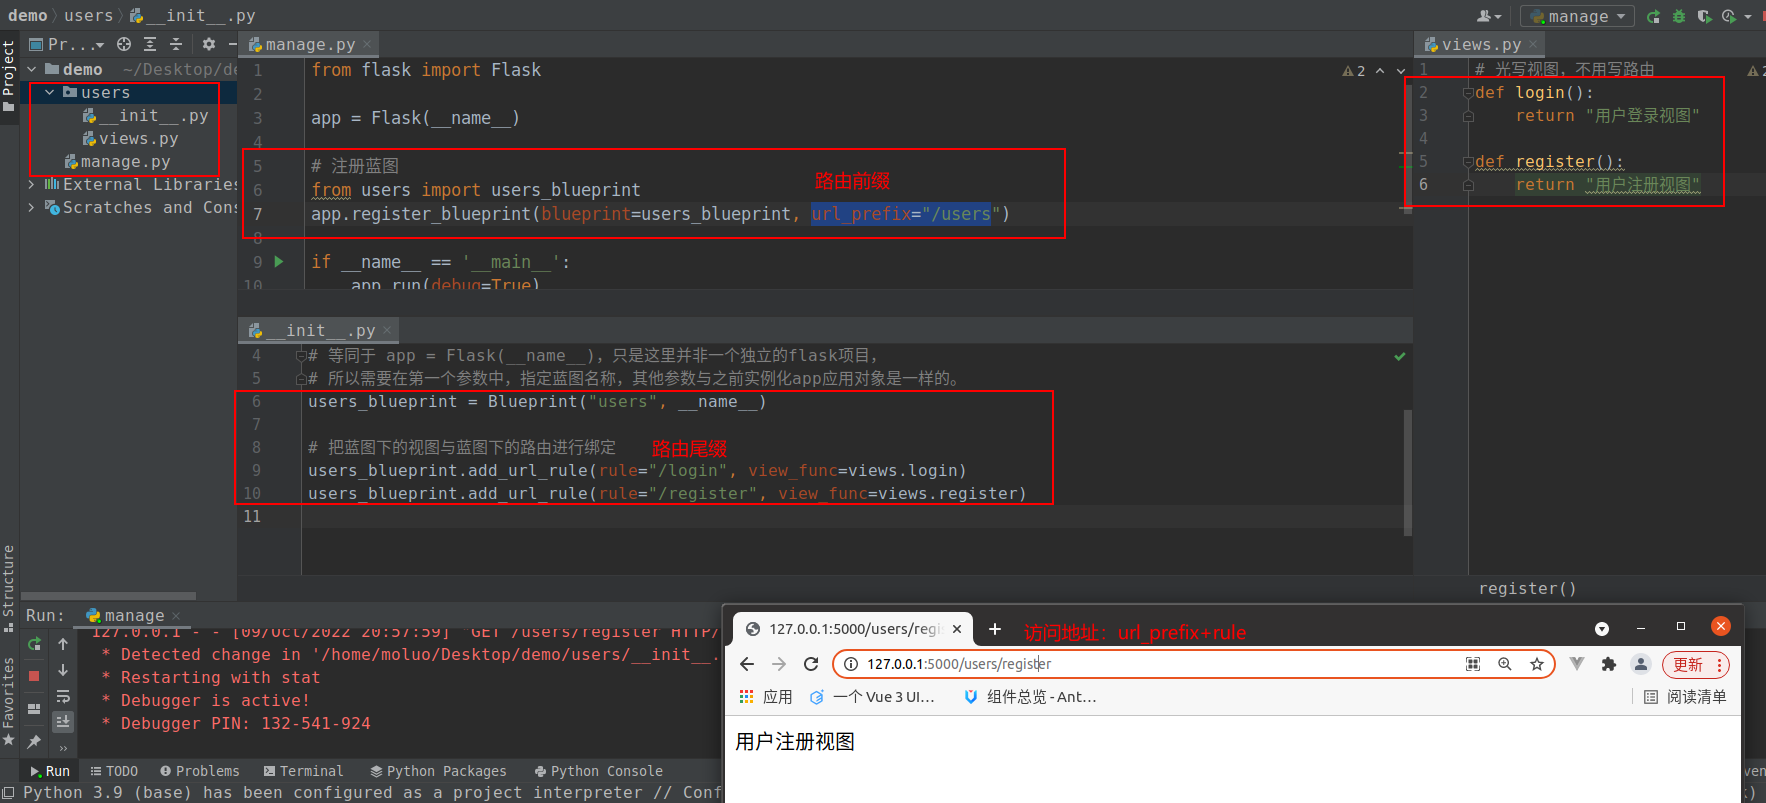 demo users __init__.py
manage
Project
Pr...
demo ~/Desktop/de
users
__init__.py
views.py
manage.py
External Libraries
Scratches and Cons
manage.py
1 from flask import Flask
2
3 app = Flask(__name__)
4
5 # 注册蓝图
6 from users import users_blueprint
7 app.register_blueprint(blueprint=users_blueprint, url_prefix="/users")
8
9 if __name__ == '__main__':
10 app.run(debug=True)
路由前缀
2
views.py
1 # 光写视图，不用写路由
2 def login():
3 return "用户登录视图"
4
5 def register():
6 return "用户注册视图"
2
register()
__init__.py
4 # 等同于 app = Flask(__name__)，只是这里并非一个独立的flask项目，
5 # 所以需要在第一个参数中，指定蓝图名称，其他参数与之前实例化app应用对象是一样的。
6 users_blueprint = Blueprint("users", __name__)
7
8 # 把蓝图下的视图与蓝图下的路由进行绑定
路由尾缀
9 users_blueprint.add_url_rule(rule="/login", view_func=views.login)
10 users_blueprint.add_url_rule(rule="/register", view_func=views.register)
11
Structure
Favorites
Run: manage
127.0.0.1 - - [09/Oct/2022 20:57:59] "GET /users/register HTTP/
* Detected change in '/home/moluo/Desktop/demo/users/__init__.
* Restarting with stat
* Debugger is active!
* Debugger PIN: 132-541-924
127.0.0.1:5000/users/regi
访问地址：url_prefix+rule
127.0.0.1:5000/users/register
更新
应用 一个 Vue 3 UI... 组件总览 - Ant... 阅读清单
用户注册视图
Run TODO Problems Terminal Python Packages Python Console
Python 3.9 (base) has been configured as a project interpreter // Conf